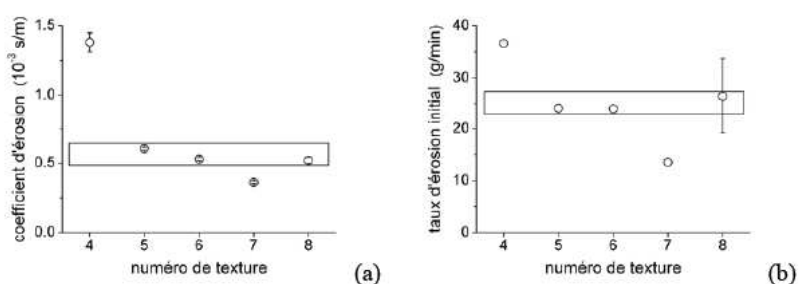 coefficient d'érosion (10⁻³ s/m)
1.5
1.0
0.5
0.0
4 5 6 7 8
numéro de texture
(a)
taux d'érosion initial (g/min)
40
30
20
10
0
4 5 6 7 8
numéro de texture
(b)